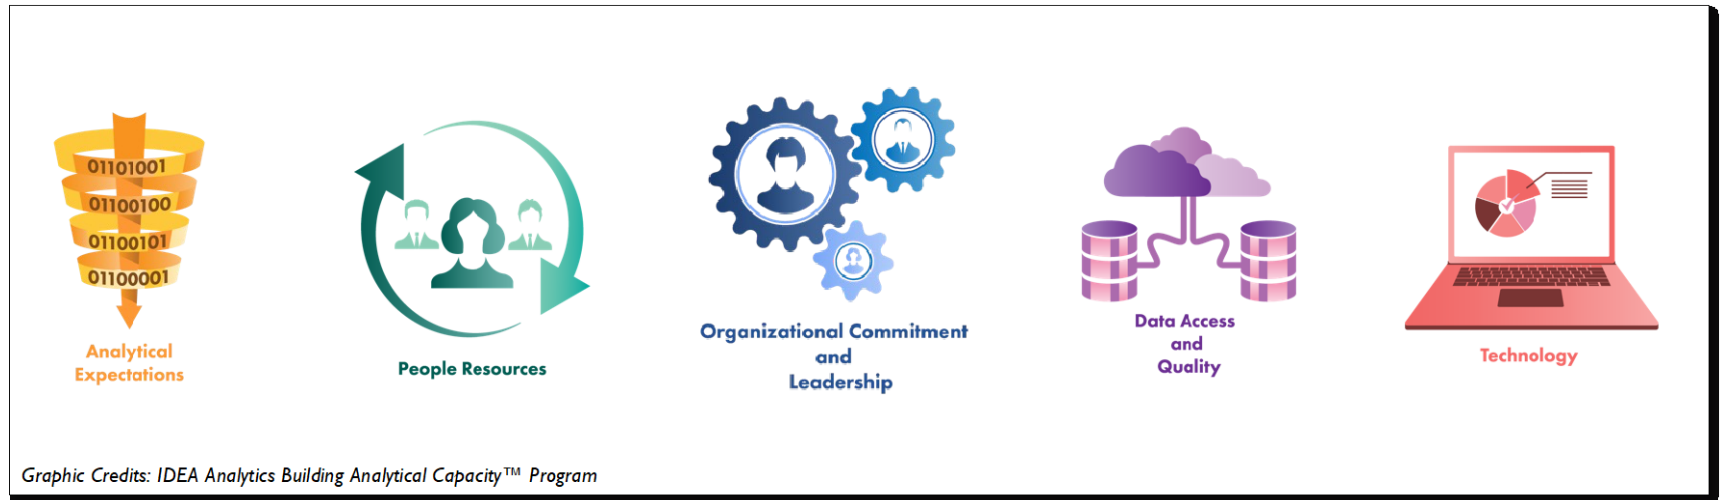 01101001
01100100
01100101
01100001
Analytical
Expectations
People Resources
Organizational Commitment
and
Leadership
Data Access
and
Quality
Technology
Graphic Credits: IDEA Analytics Building Analytical Capacity™ Program